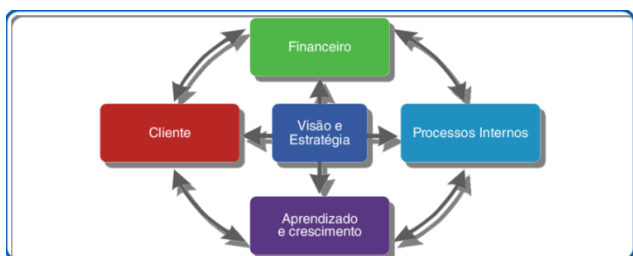 Financeiro
Cliente
Visão e
Estratégia
Processos Internos
Aprendizado
e crescimento